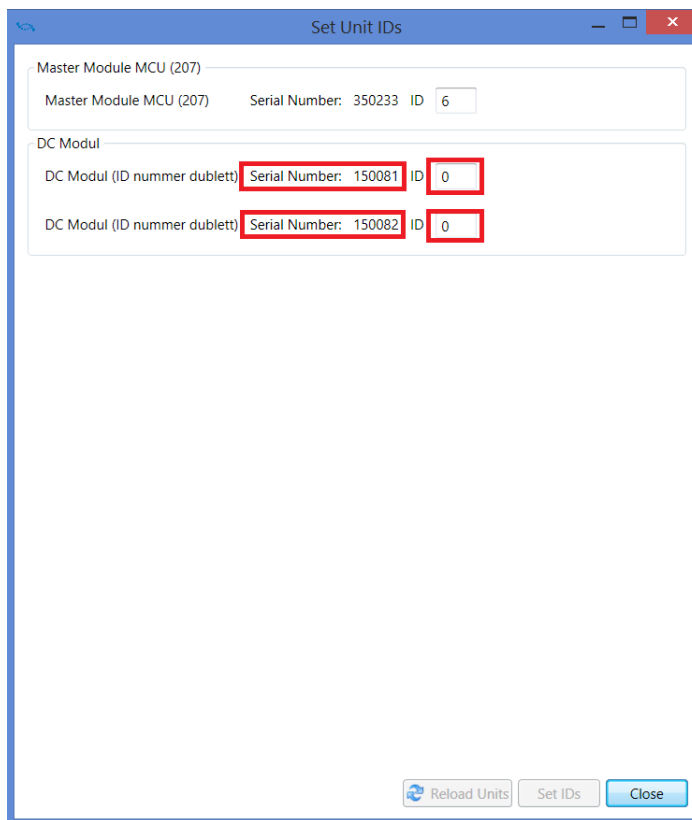 Set Unit IDs
Master Module MCU (207)
Master Module MCU (207) Serial Number: 350233 ID 6
DC Modul
DC Modul (ID nummer dublett) Serial Number: 150081 ID 0
DC Modul (ID nummer dublett) Serial Number: 150082 ID 0
Reload Units Set IDs Close